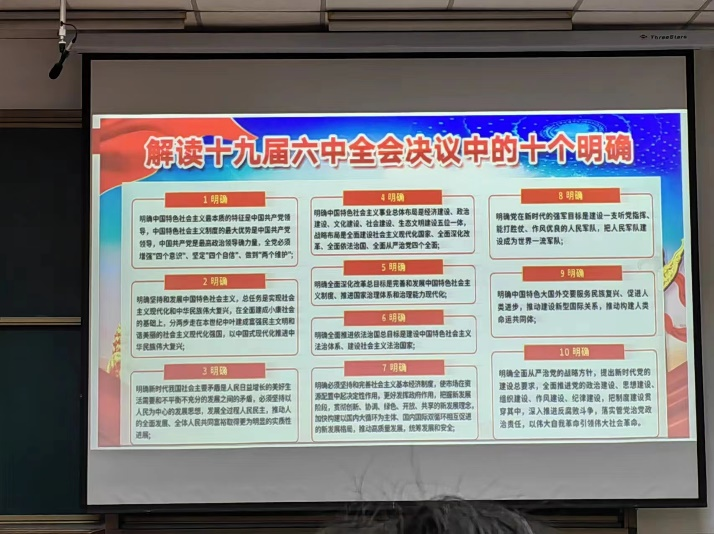 ThreeStars
解读十九届六中全会决议中的十个明确
1 明确
明确中国特色社会主义最本质的特征是中国共产党领
导，中国特色社会主义制度的最大优势是中国共产党
领导，中国共产党是最高政治领导力量，全党必须
增强"四个意识"、坚定"四个自信"、做到"两个维护"；
2 明确
明确坚持和发展中国特色社会主义，总任务是实现社会
主义现代化和中华民族伟大复兴，在全面建成小康社会
的基础上，分两步走在本世纪中叶建成富强民主文明和
谐美丽的社会主义现代化强国，以中国式现代化推进中
华民族伟大复兴；
3 明确
明确新时代我国社会主要矛盾是人民日益增长的美好生
活需要和不平衡不充分的发展之间的矛盾，必须坚持以
人民为中心的发展思想，发展全过程人民民主，推动人
的全面发展、全体人民共同富裕取得更为明显的实质性
进展；
4 明确
明确中国特色社会主义事业总体布局是经济建设、政治
建设、文化建设、社会建设、生态文明建设五位一体，
战略布局是全面建设社会主义现代化国家、全面深化改
革、全面依法治国、全面从严治党四个全面；
5 明确
明确全面深化改革总目标是完善和发展中国特色社会主
义制度、推进国家治理体系和治理能力现代化；
6 明确
明确全面推进依法治国总目标是建设中国特色社会主义
法治体系、建设社会主义法治国家；
7 明确
明确必须坚持和完善社会主义基本经济制度，使市场在资
源配置中起决定性作用，更好发挥政府作用，把握新发展
阶段，贯彻创新、协调、绿色、开放、共享的新发展理念，
加快构建以国内大循环为主体、国内国际双循环相互促进
的新发展格局，推动高质量发展，统筹发展和安全；
8 明确
明确党在新时代的强军目标是建设一支听党指挥、
能打胜仗、作风优良的人民军队，把人民军队建
设成为世界一流军队；
9 明确
明确中国特色大国外交要服务民族复兴、促进人
类进步，推动建设新型国际关系，推动构建人类
命运共同体；
10 明确
明确全面从严治党的战略方针，提出新时代党的
建设总要求，全面推进党的政治建设、思想建设、
组织建设、作风建设、纪律建设，把制度建设贯
穿其中，深入推进反腐败斗争，落实管党治党政
治责任，以伟大自我革命引领伟大社会革命。